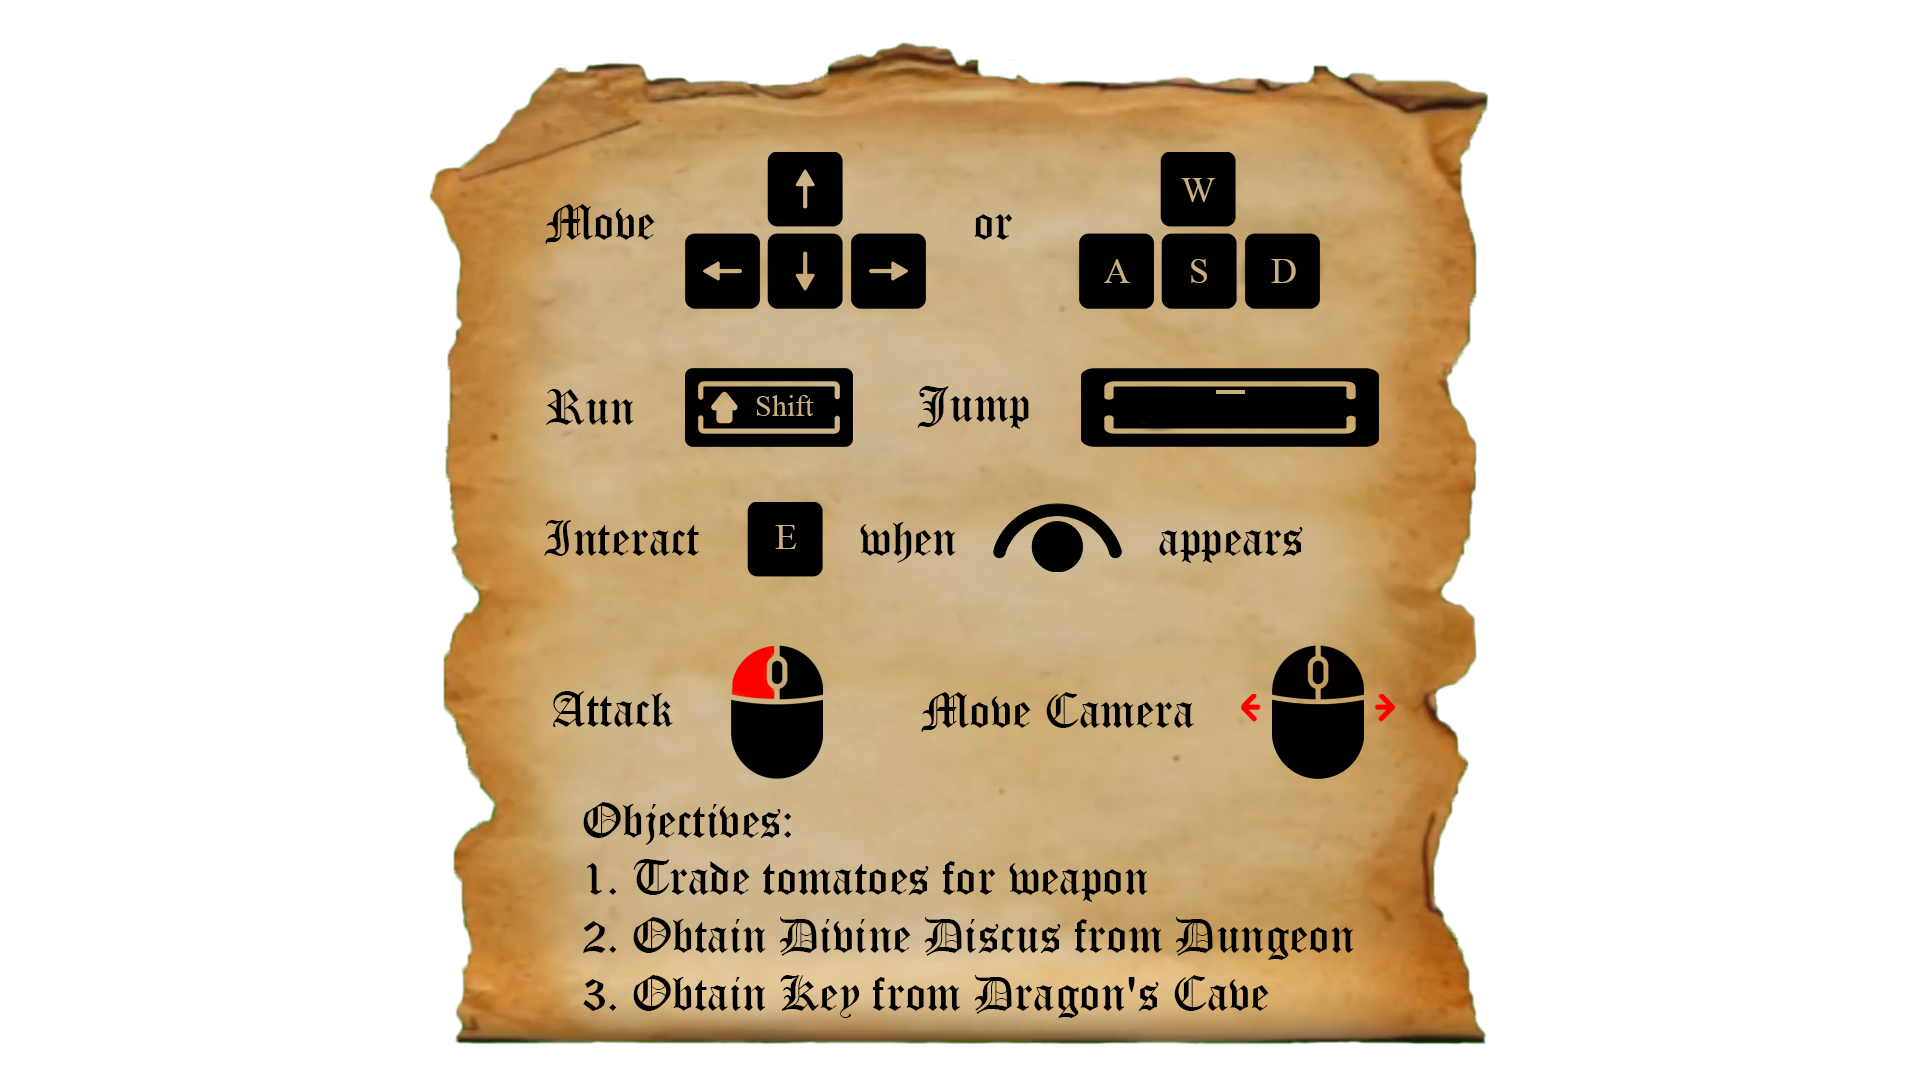 Move or W
A S D
Run Shift Jump
Interact E when appears
Attack Move Camera
Objectives:
1. Trade tomatoes for weapon
2. Obtain Divine Discus from Dungeon
3. Obtain Key from Dragon's Cave